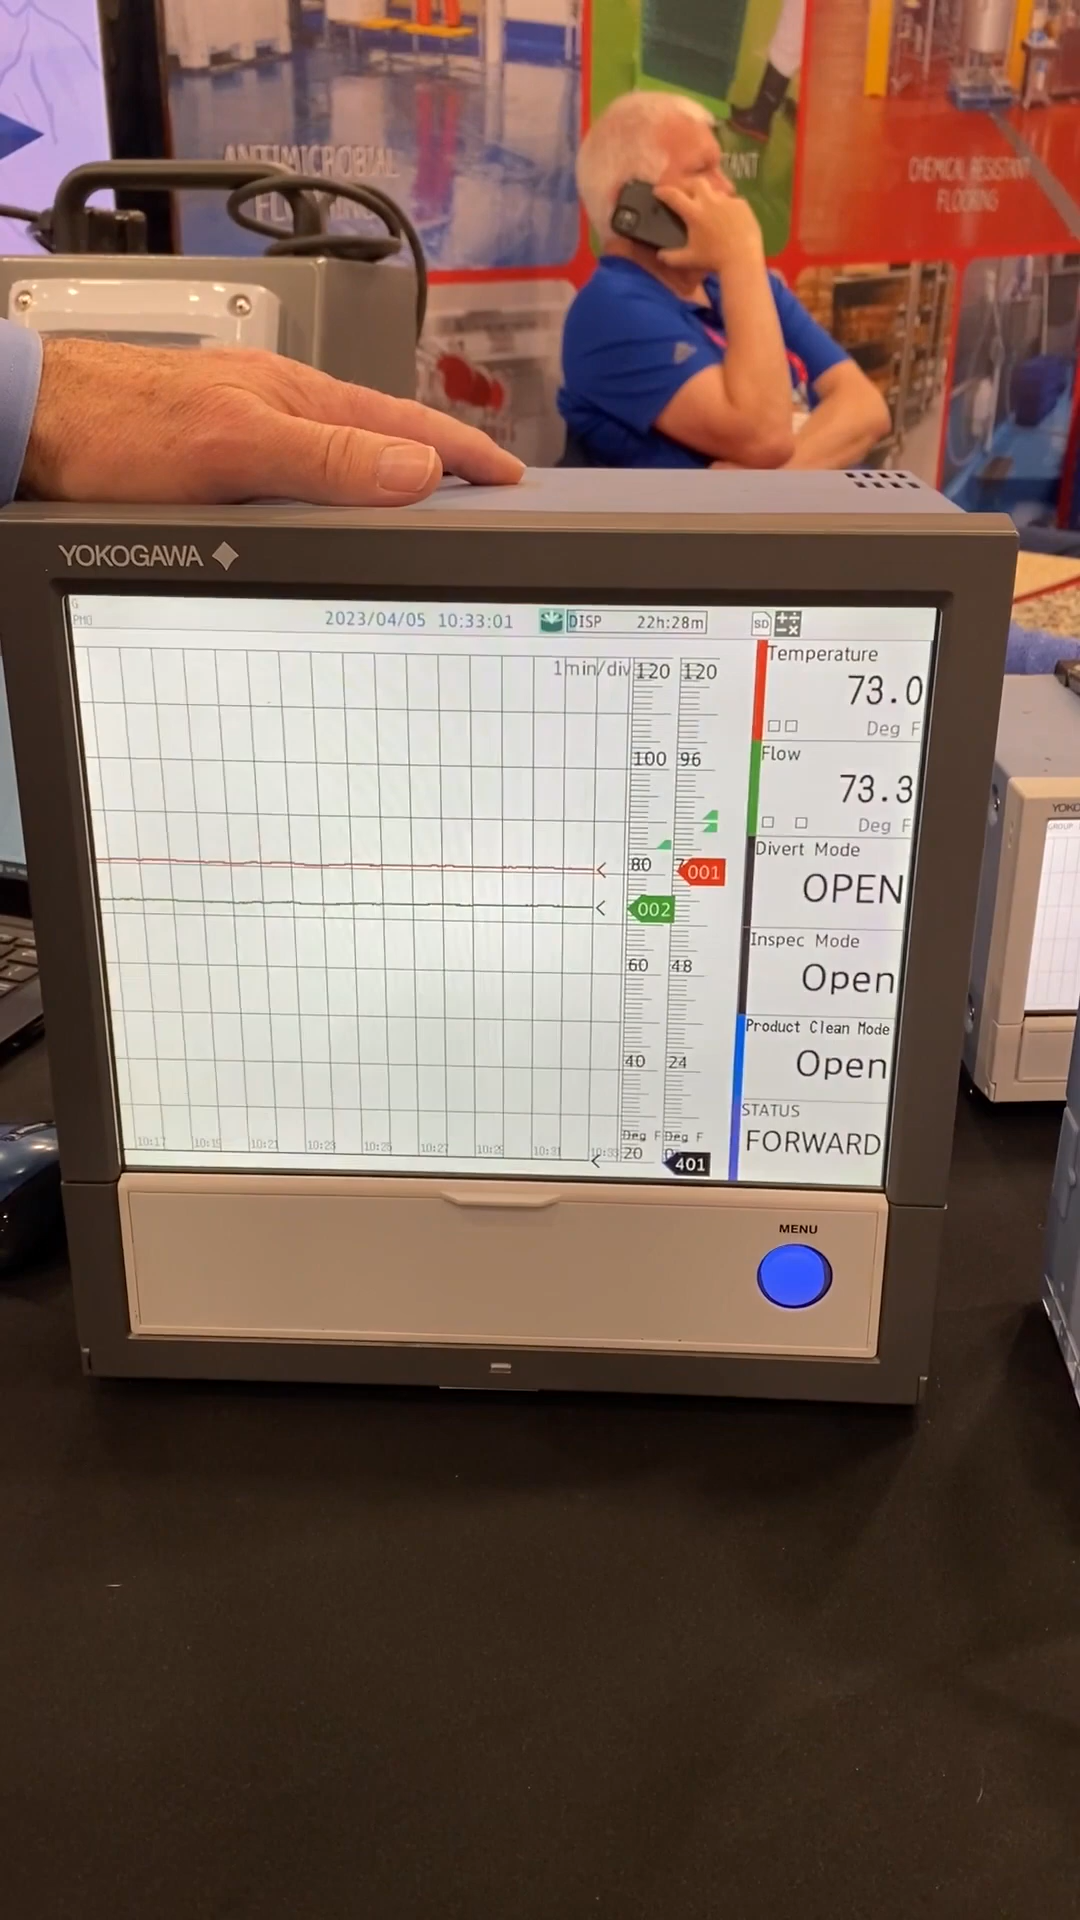 ANTIMICROBIAL
CHEMICAL RESISTANT
FLOORING
YOKOGAWA
2023/04/05 10:33:01
DISP 22h:28m
SD
1min/div
120 120
100 96
80
60 48
40 24
Deg F Deg F
20
001
002
401
10:17 10:19 10:21 10:23 10:25 10:27 10:29 10:31 10:33
Temperature
73.0
Deg F
Flow
73.3
Deg F
Divert Mode
OPEN
Inspec Mode
Open
Product Clean Mode
Open
STATUS
FORWARD
MENU